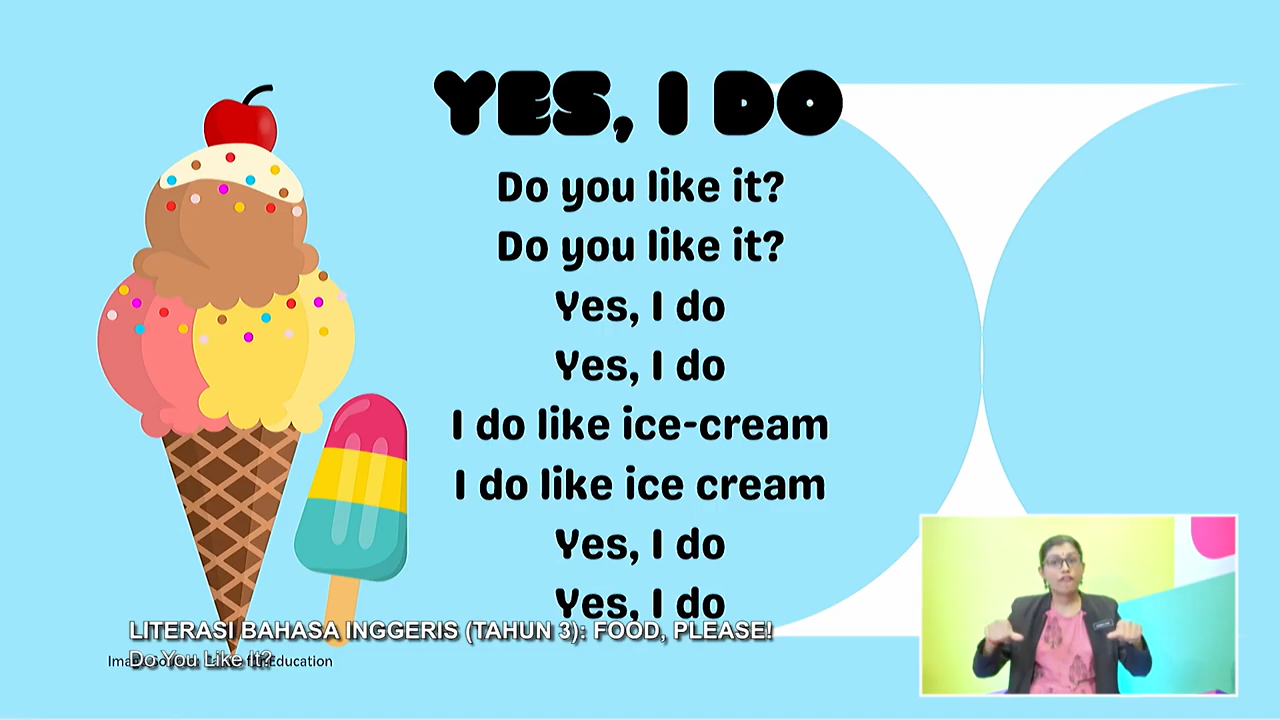 YES, I DO
Do you like it?
Do you like it?
Yes, I do
Yes, I do
I do like ice-cream
I do like ice cream
Yes, I do
Yes, I do
LITERASI BAHASA INGGERIS (TAHUN 3): FOOD, PLEASE!
Do You Like It?
Education